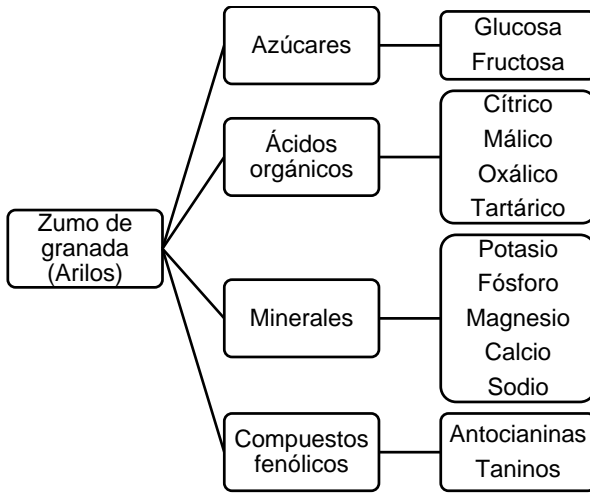 Zumo de
granada
(Arilos)
Azúcares
Glucosa
Fructosa
Ácidos
orgánicos
Cítrico
Málico
Oxálico
Tartárico
Minerales
Potasio
Fósforo
Magnesio
Calcio
Sodio
Compuestos
fenólicos
Antocianinas
Taninos